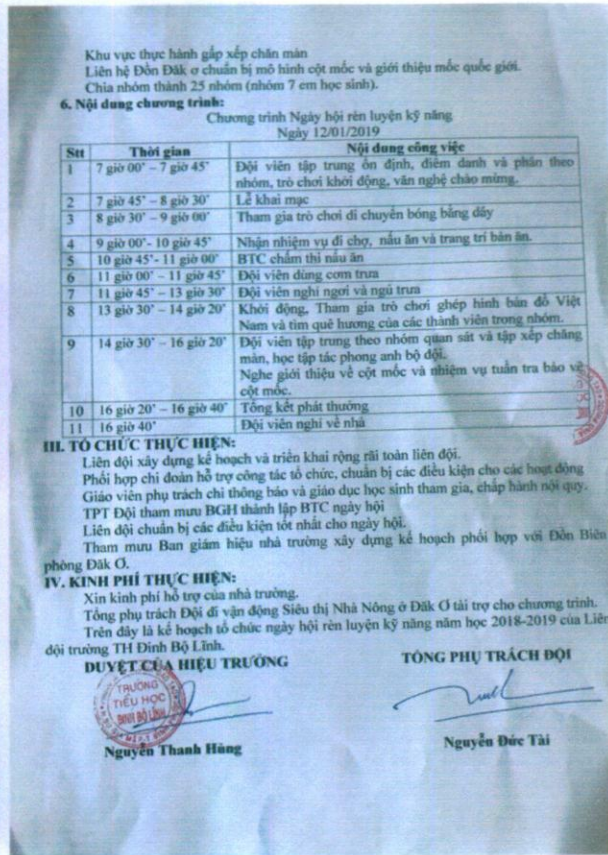 Khu vực thực hành gấp xếp chăn màn
Liên hệ Đồn Đăk ơ chuẩn bị mô hình cột mốc và giới thiệu mốc quốc giới.
Chia nhóm thành 25 nhóm (nhóm 7 em học sinh).
6. Nội dung chương trình:
Chương trình Ngày hội rèn luyện kỹ năng
Ngày 12/01/2019
Stt Thời gian Nội dung công việc
1 7 giờ 00' – 7 giờ 45' Đội viên tập trung ổn định, điểm danh và phân theo
nhóm, trò chơi khởi động, văn nghệ chào mừng.
2 7 giờ 45' – 8 giờ 30' Lễ khai mạc
3 8 giờ 30' – 9 giờ 00' Tham gia trò chơi di chuyển bóng bằng dây
4 9 giờ 00'- 10 giờ 45' Nhận nhiệm vụ đi chợ, nấu ăn và trang trí bàn ăn.
5 10 giờ 45'- 11 giờ 00' BTC chấm thi nấu ăn
6 11 giờ 00' – 11 giờ 45' Đội viên dùng cơm trưa
7 11 giờ 45' – 13 giờ 30' Đội viên nghỉ ngơi và ngủ trưa
8 13 giờ 30' – 14 giờ 20' Khởi động, Tham gia trò chơi ghép hình bản đồ Việt
Nam và tìm quê hương của các thành viên trong nhóm.
9 14 giờ 30' – 16 giờ 20' Đội viên tập trung theo nhóm quan sát và tập xếp chăng
màn, học tập tác phong anh bộ đội.
Nghe giới thiệu về cột mốc và nhiệm vụ tuần tra bảo vệ
cột mốc.
10 16 giờ 20' – 16 giờ 40' Tổng kết phát thưởng
11 16 giờ 40' Đội viên nghỉ về nhà
III. TỔ CHỨC THỰC HIỆN:
Liên đội xây dựng kế hoạch và triển khai rộng rãi toàn liên đội.
Phối hợp chi đoàn hỗ trợ công tác tổ chức, chuẩn bị các điều kiện cho các hoạt động
Giáo viên phụ trách chi thông báo và giáo dục học sinh tham gia, chấp hành nội quy.
TPT Đội tham mưu BGH thành lập BTC ngày hội
Liên đội chuẩn bị các điều kiện tốt nhất cho ngày hội.
Tham mưu Ban giám hiệu nhà trường xây dựng kế hoạch phối hợp với Đồn Biên
phòng Đăk Ơ.
IV. KINH PHÍ THỰC HIỆN:
Xin kinh phí hỗ trợ của nhà trường.
Tổng phụ trách Đội đi vận động Siêu thị Nhà Nông ở Đăk Ơ tài trợ cho chương trình.
Trên đây là kế hoạch tổ chức ngày hội rèn luyện kỹ năng năm học 2018-2019 của Liên
đội trường TH Đinh Bộ Lĩnh.
DUYỆT CỦA HIỆU TRƯỞNG TỔNG PHỤ TRÁCH ĐỘI
TRƯỜNG
TIỂU HỌC
ĐINH BỘ LĨNH
Nguyễn Thanh Hùng Nguyễn Đức Tài